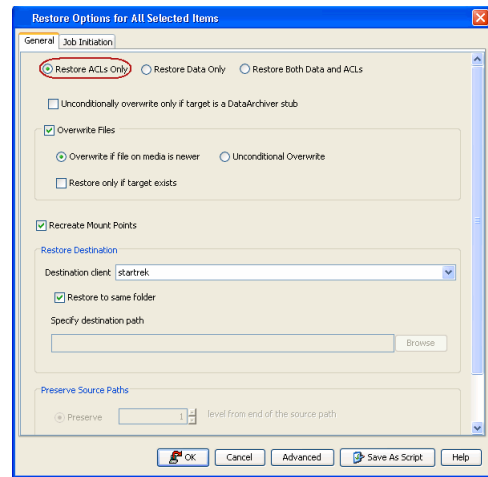 Restore Options for All Selected Items
General Job Initiation
Restore ACLs Only Restore Data Only Restore Both Data and ACLs
Unconditionally overwrite only if target is a DataArchiver stub
Overwrite Files
Overwrite if file on media is newer Unconditional Overwrite
Restore only if target exists
Recreate Mount Points
Restore Destination
Destination client startrek
Restore to same folder
Specify destination path
Browse
Preserve Source Paths
Preserve 1 level from end of the source path
OK Cancel Advanced Save As Script Help